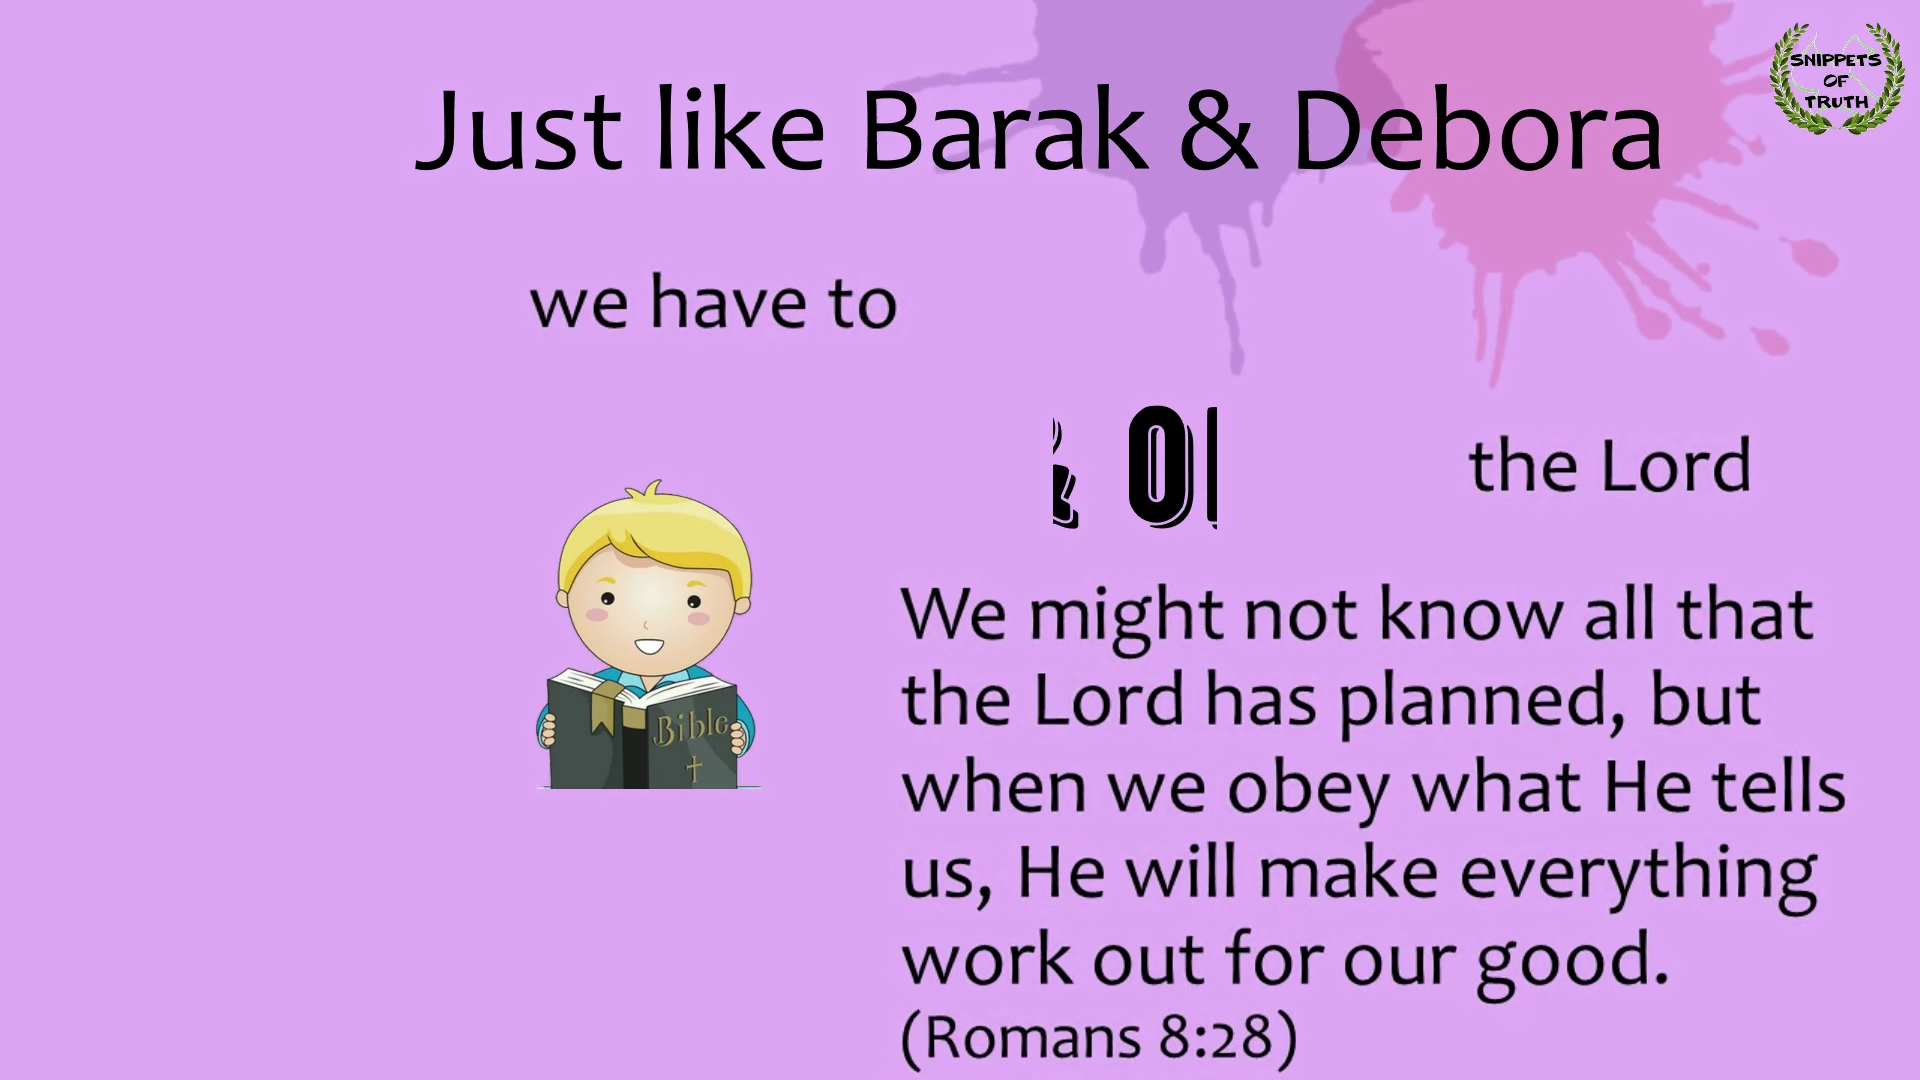 Just like Barak & Debora
we have to
the Lord
We might not know all that
the Lord has planned, but
when we obey what He tells
us, He will make everything
work out for our good.
(Romans 8:28)
Bible
SNIPPETS
OF
TRUTH